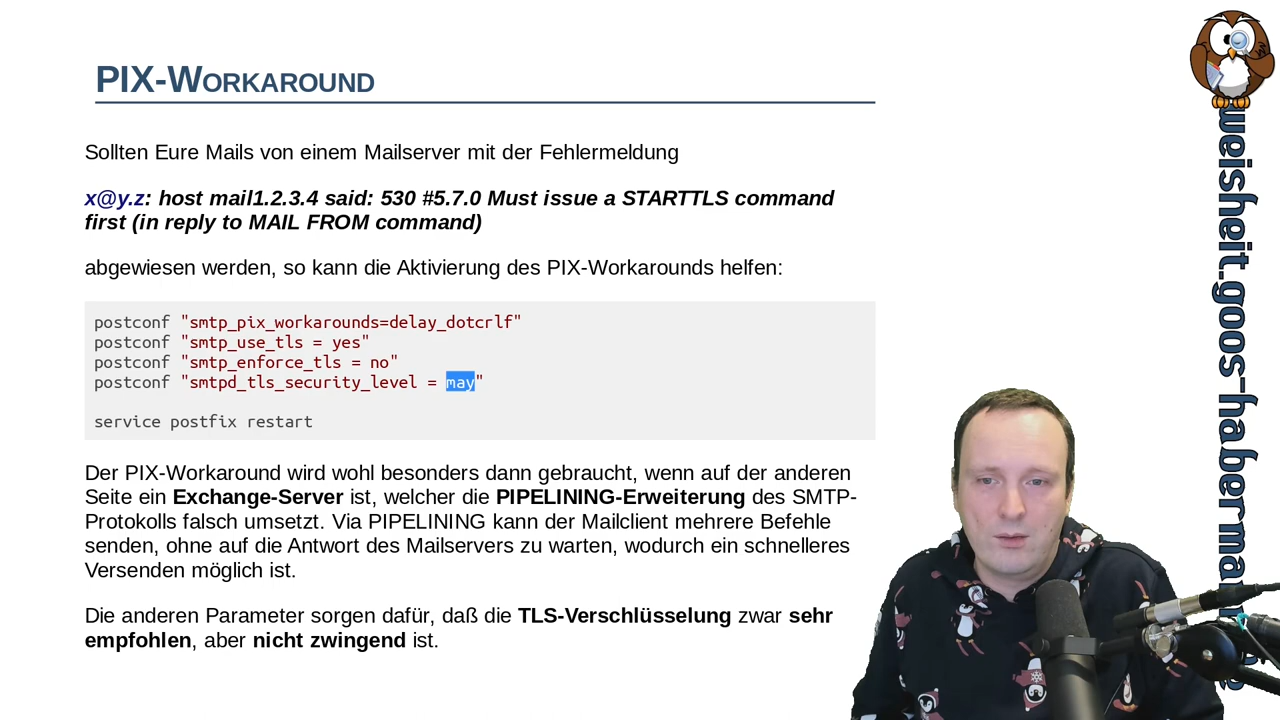 PIX-WORKAROUND
Sollten Eure Mails von einem Mailserver mit der Fehlermeldung
x@y.z: host mail1.2.3.4 said: 530 #5.7.0 Must issue a STARTTLS command
first (in reply to MAIL FROM command)
abgewiesen werden, so kann die Aktivierung des PIX-Workarounds helfen:
postconf "smtp_pix_workarounds=delay_dotcrlf"
postconf "smtp_use_tls = yes"
postconf "smtp_enforce_tls = no"
postconf "smtpd_tls_security_level = may"
service postfix restart
Der PIX-Workaround wird wohl besonders dann gebraucht, wenn auf der anderen
Seite ein Exchange-Server ist, welcher die PIPELINING-Erweiterung des SMTP-
Protokolls falsch umsetzt. Via PIPELINING kann der Mailclient mehrere Befehle
senden, ohne auf die Antwort des Mailservers zu warten, wodurch ein schnelleres
Versenden möglich ist.
Die anderen Parameter sorgen dafür, daß die TLS-Verschlüsselung zwar sehr
empfohlen, aber nicht zwingend ist.